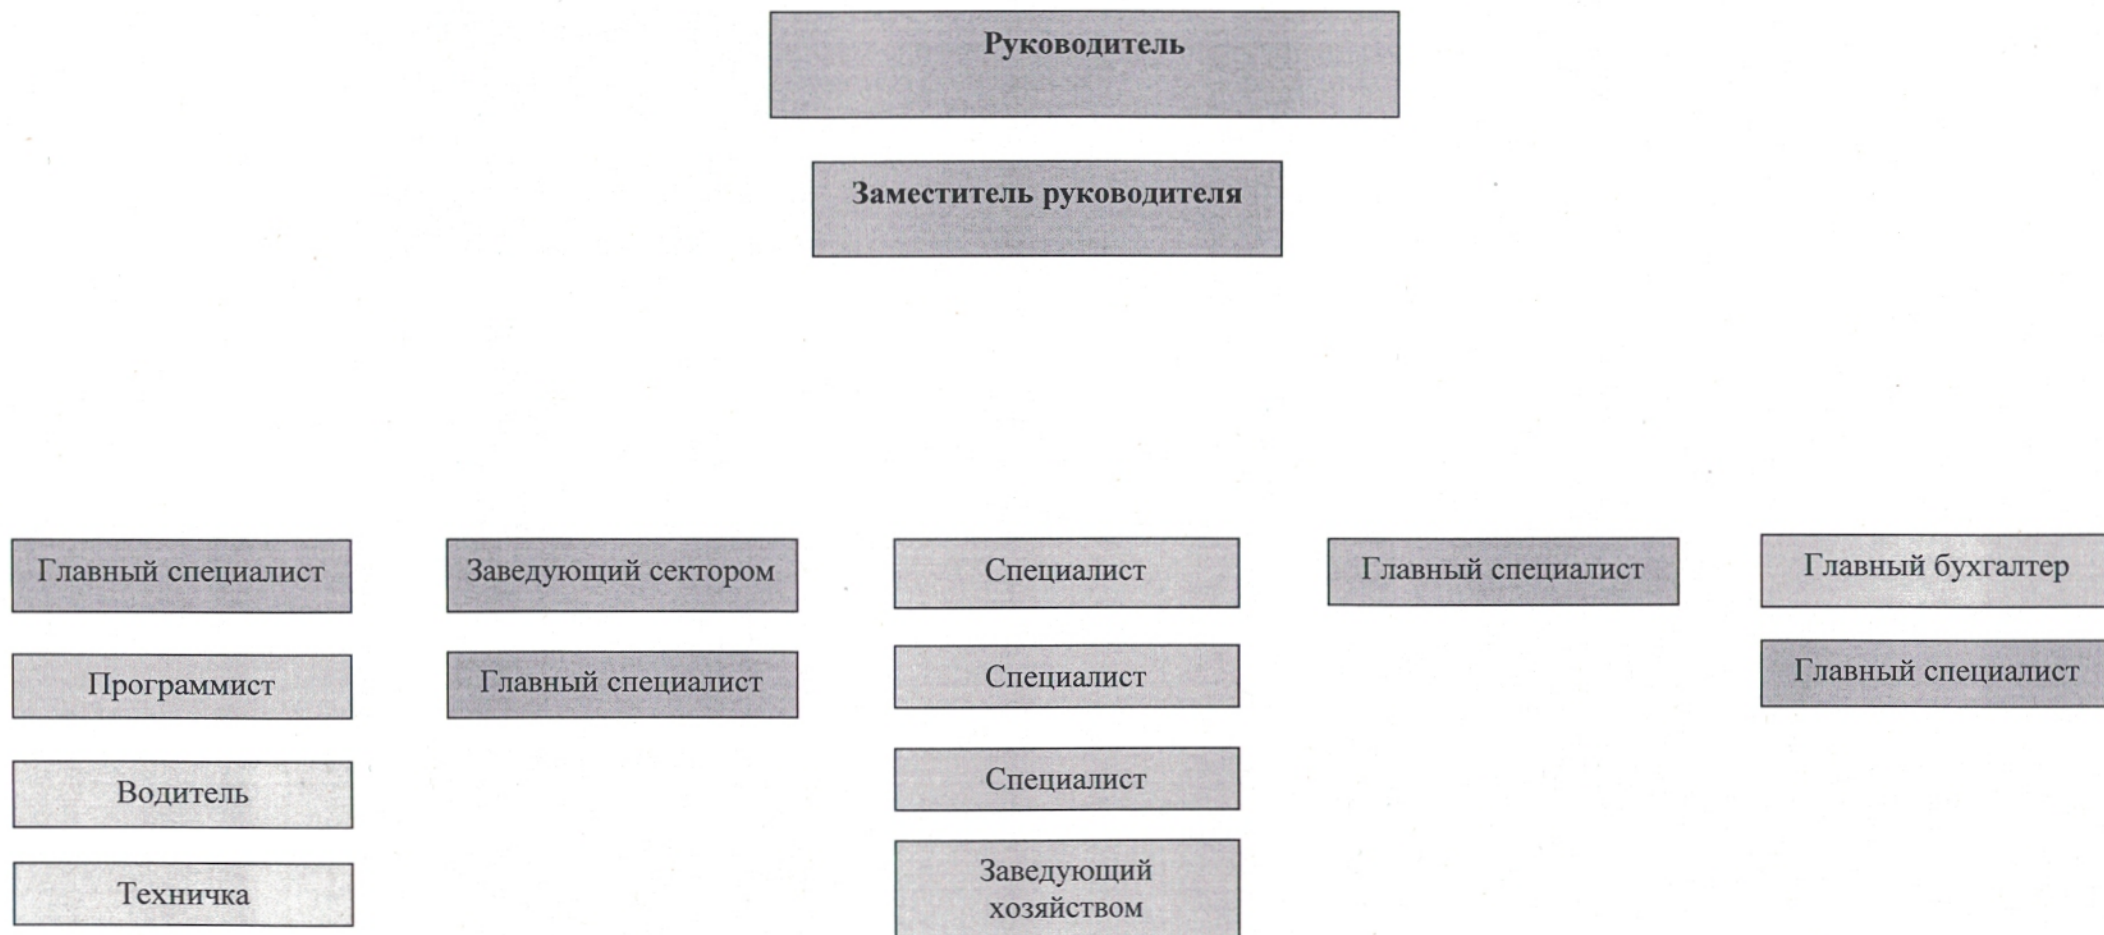 Руководитель
Заместитель руководителя
Главный специалист
Заведующий сектором
Специалист
Главный специалист
Главный бухгалтер
Программист
Главный специалист
Специалист
Главный специалист
Водитель
Специалист
Техничка
Заведующий
хозяйством